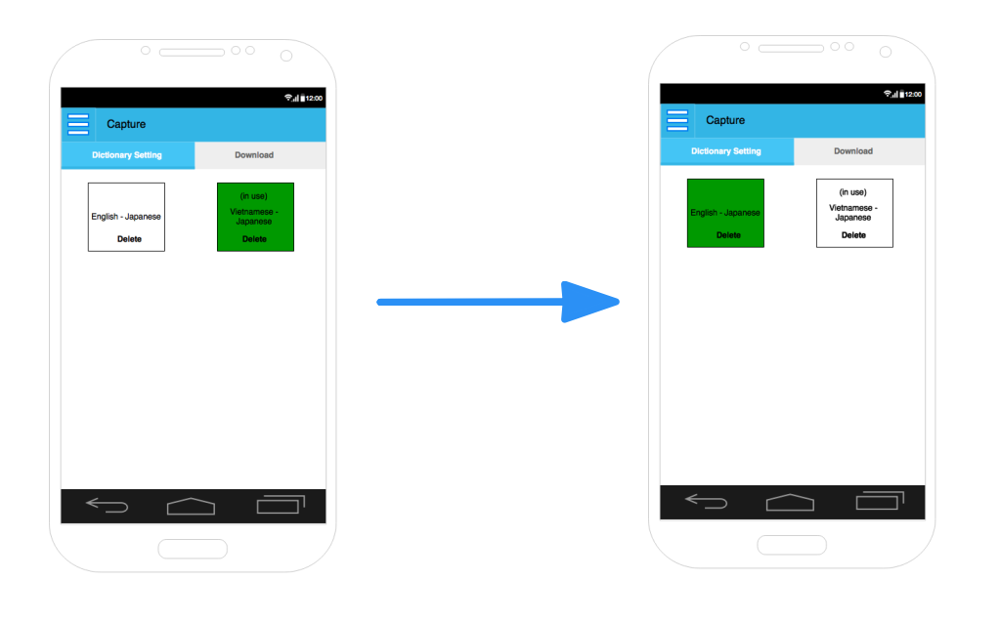 12:00
Capture
Dictionary Setting
Download
English - Japanese
Delete
(in use)
Vietnamese -
Japanese
Delete
12:00
Capture
Dictionary Setting
Download
English - Japanese
Delete
(in use)
Vietnamese -
Japanese
Delete